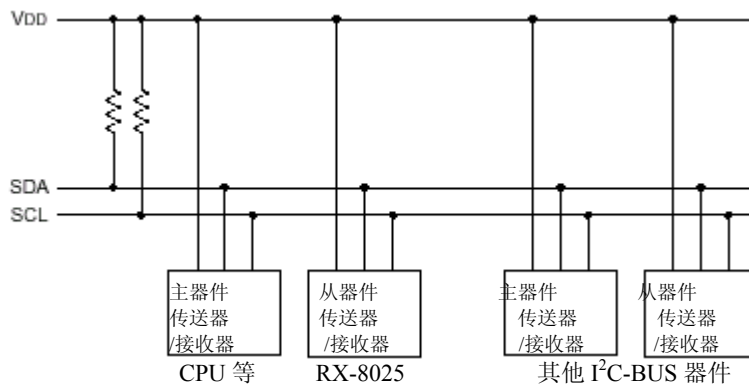 VDD
SDA
SCL
主器件
传送器
/接收器
从器件
传送器
/接收器
主器件
传送器
/接收器
从器件
传送器
/接收器
CPU 等
RX-8025
其他 I²C-BUS 器件